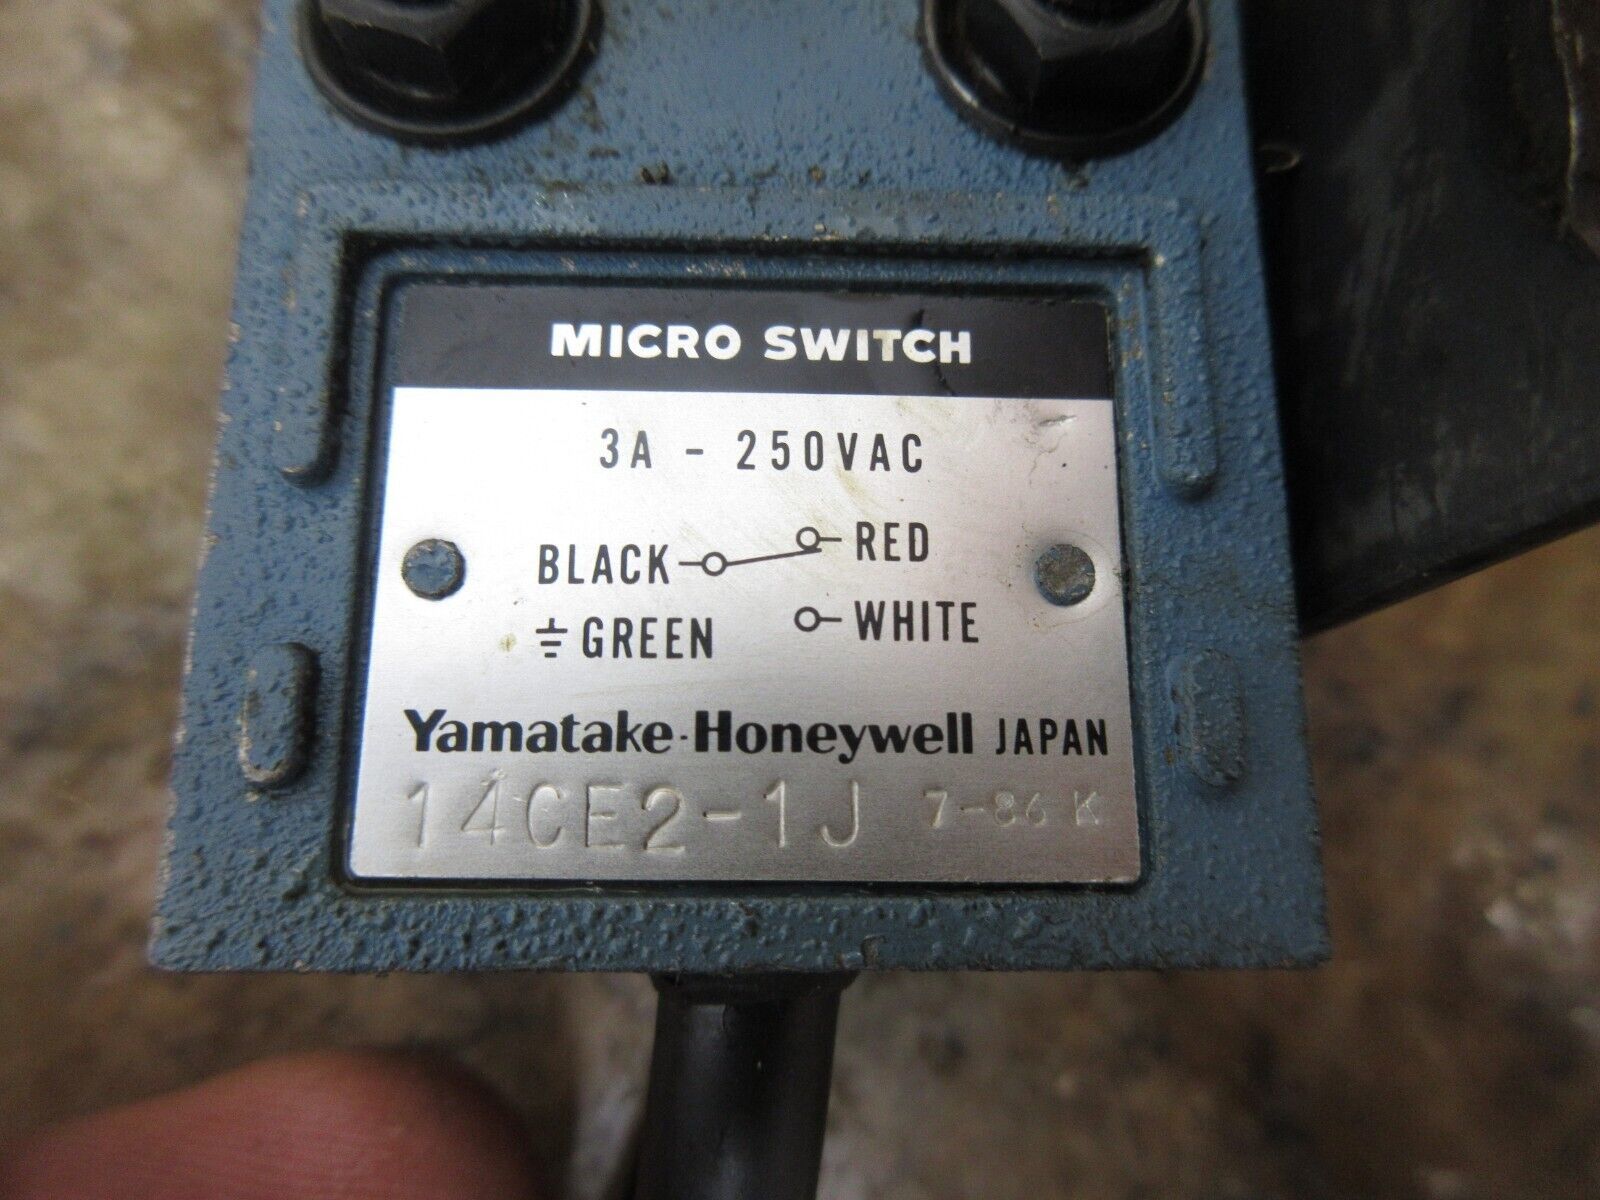 MICRO SWITCH
3A - 250VAC
BLACK RED
GREEN WHITE
Yamatake-Honeywell JAPAN
14CE2-1J 7-86 K